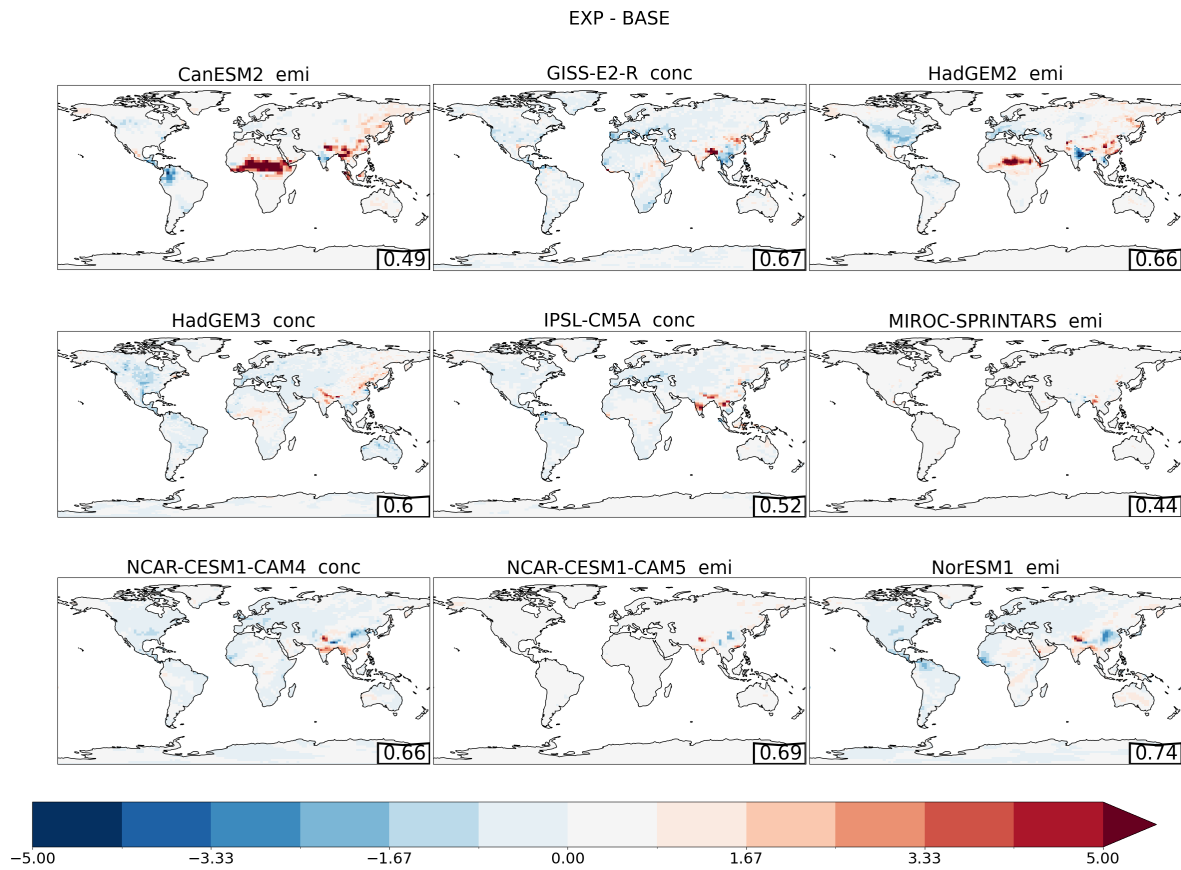 EXP - BASE
CanESM2 emi
GISS-E2-R conc
HadGEM2 emi
0.49
0.67
0.66
HadGEM3 conc
IPSL-CM5A conc
MIROC-SPRINTARS emi
0.6
0.52
0.44
NCAR-CESM1-CAM4 conc
NCAR-CESM1-CAM5 emi
NorESM1 emi
0.66
0.69
0.74
−5.00 −3.33 −1.67 0.00 1.67 3.33 5.00